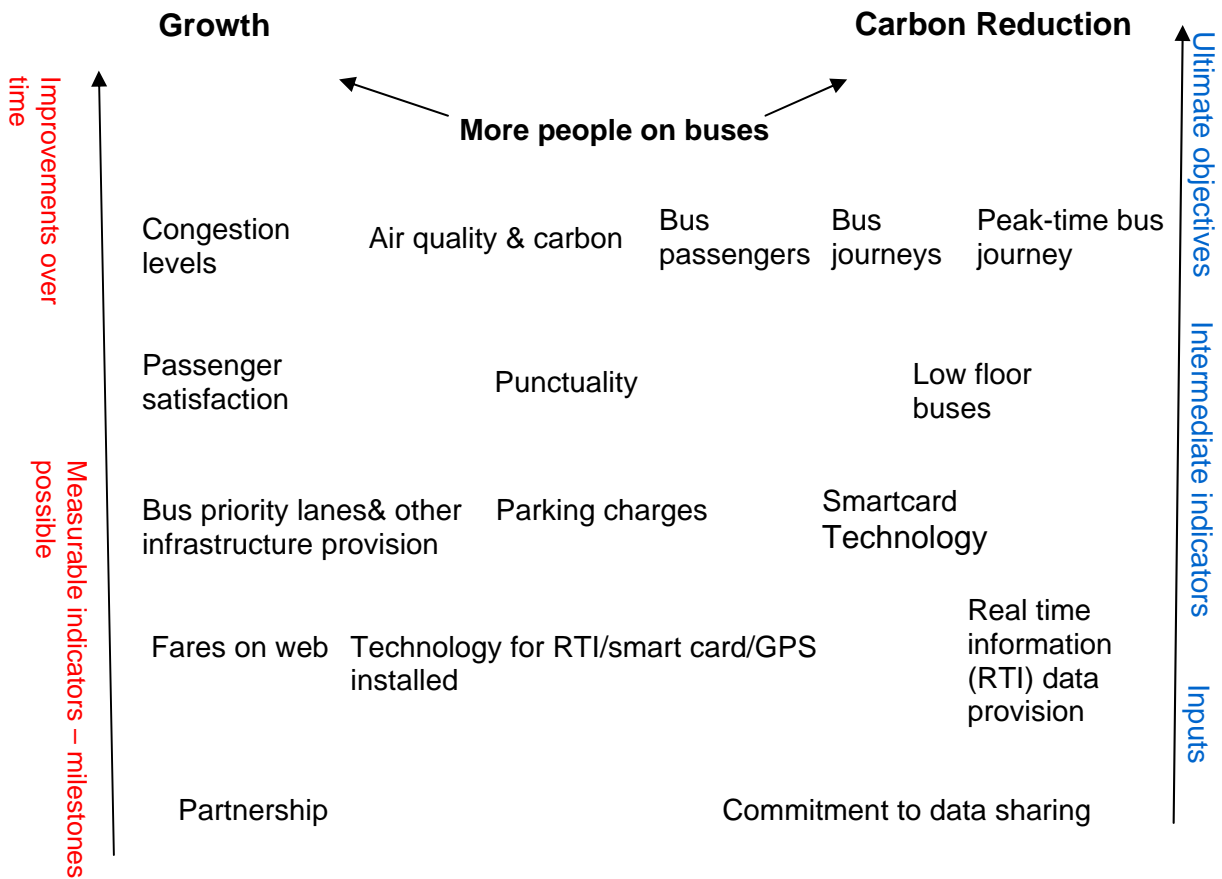 Growth
Carbon Reduction
More people on buses
Improvements over
time
Ultimate objectives
Congestion
levels
Air quality & carbon
Bus
passengers
Bus
journeys
Peak-time bus
journey
Passenger
satisfaction
Punctuality
Low floor
buses
Intermediate indicators
Measurable indicators – milestones
possible
Bus priority lanes& other
infrastructure provision
Parking charges
Smartcard
Technology
Fares on web
Technology for RTI/smart card/GPS
installed
Real time
information
(RTI) data
provision
Inputs
Partnership
Commitment to data sharing